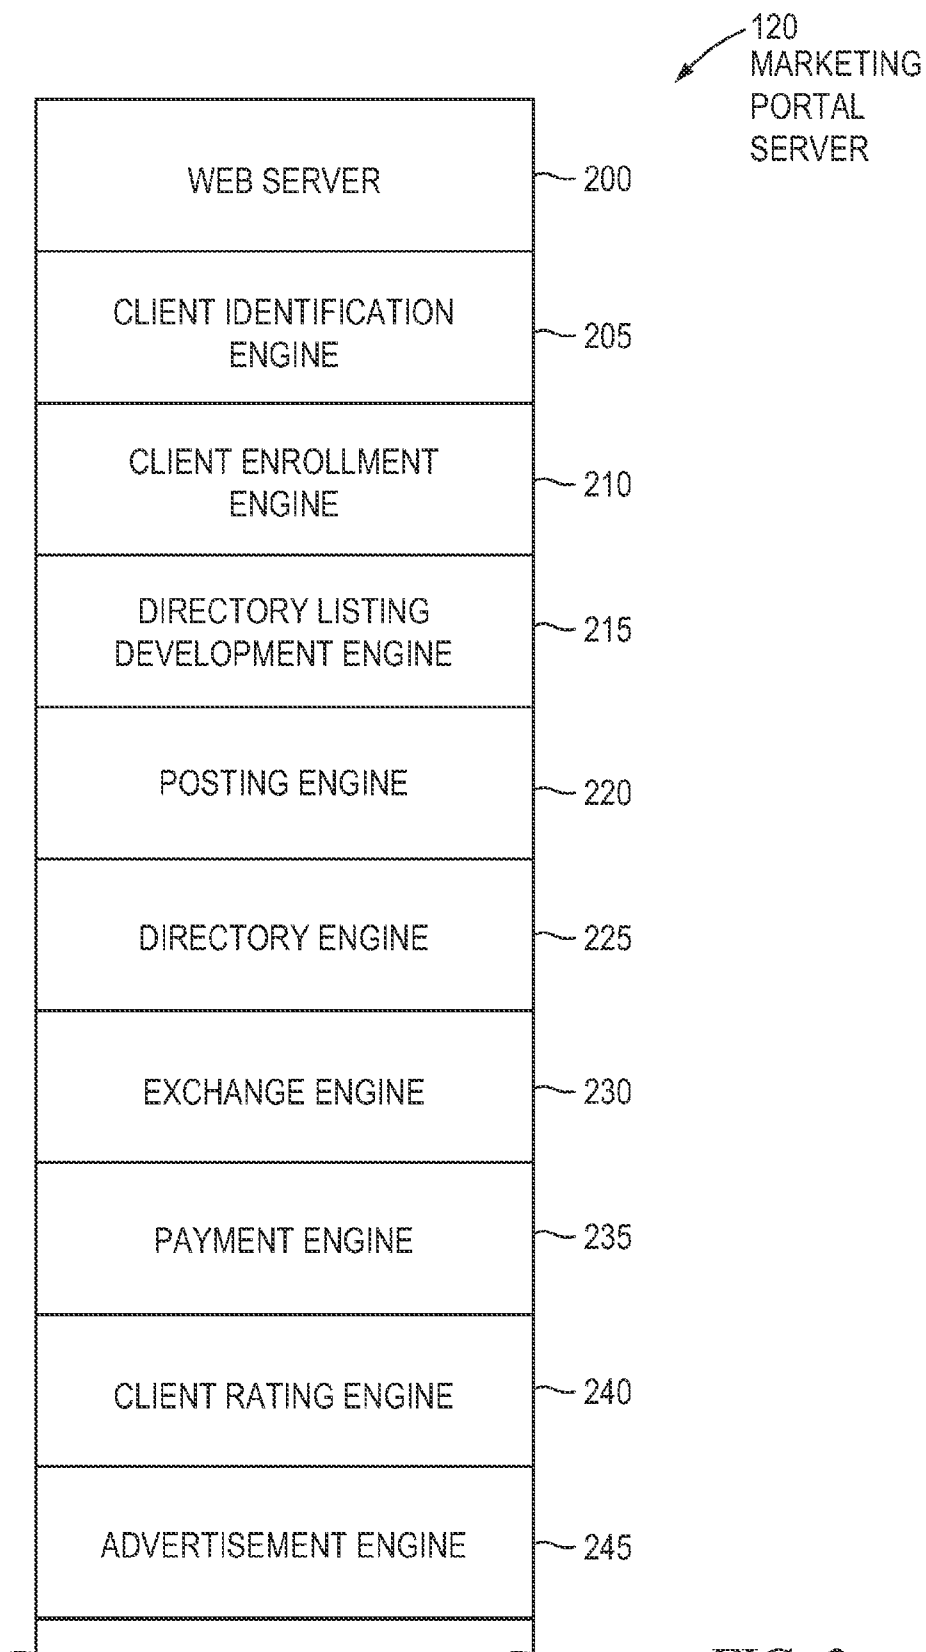 120
MARKETING
PORTAL
SERVER
WEB SERVER
200
CLIENT IDENTIFICATION
ENGINE
205
CLIENT ENROLLMENT
ENGINE
210
DIRECTORY LISTING
DEVELOPMENT ENGINE
215
POSTING ENGINE
220
DIRECTORY ENGINE
225
EXCHANGE ENGINE
230
PAYMENT ENGINE
235
CLIENT RATING ENGINE
240
ADVERTISEMENT ENGINE
245